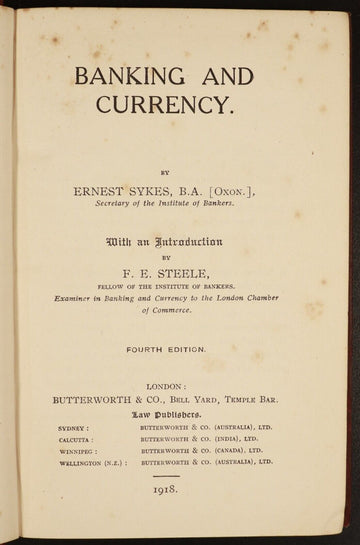 BANKING AND
CURRENCY.
BY
ERNEST SYKES, B.A. [OXON.],
Secretary of the Institute of Bankers.
With an Introduction
BY
F. E. STEELE,
FELLOW OF THE INSTITUTE OF BANKERS.
Examiner in Banking and Currency to the London Chamber
of Commerce.
FOURTH EDITION.
LONDON:
BUTTERWORTH & CO., BELL YARD, TEMPLE BAR.
Law Publishers.
SYDNEY: BUTTERWORTH & CO. (AUSTRALIA), LTD.
CALCUTTA: BUTTERWORTH & CO. (INDIA), LTD.
WINNIPEG: BUTTERWORTH & CO. (CANADA), LTD.
WELLINGTON (N.Z.): BUTTERWORTH & CO. (AUSTRALIA), LTD.
1918.